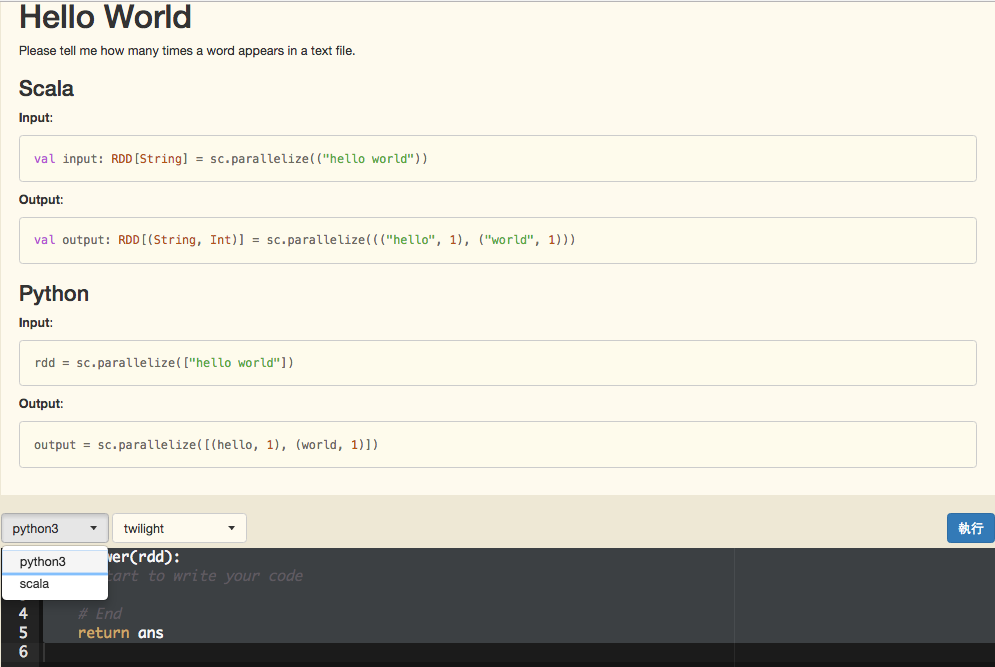 Hello World
Please tell me how many times a word appears in a text file.
Scala
Input:
val input: RDD[String] = sc.parallelize(("hello world"))
Output:
val output: RDD[(String, Int)] = sc.parallelize((("hello", 1), ("world", 1)))
Python
Input:
rdd = sc.parallelize(["hello world"])
Output:
output = sc.parallelize([(hello, 1), (world, 1)])
python3 twilight 執行
python3
scala
wer(rdd):
art to write your code
4 # End
5 return ans
6